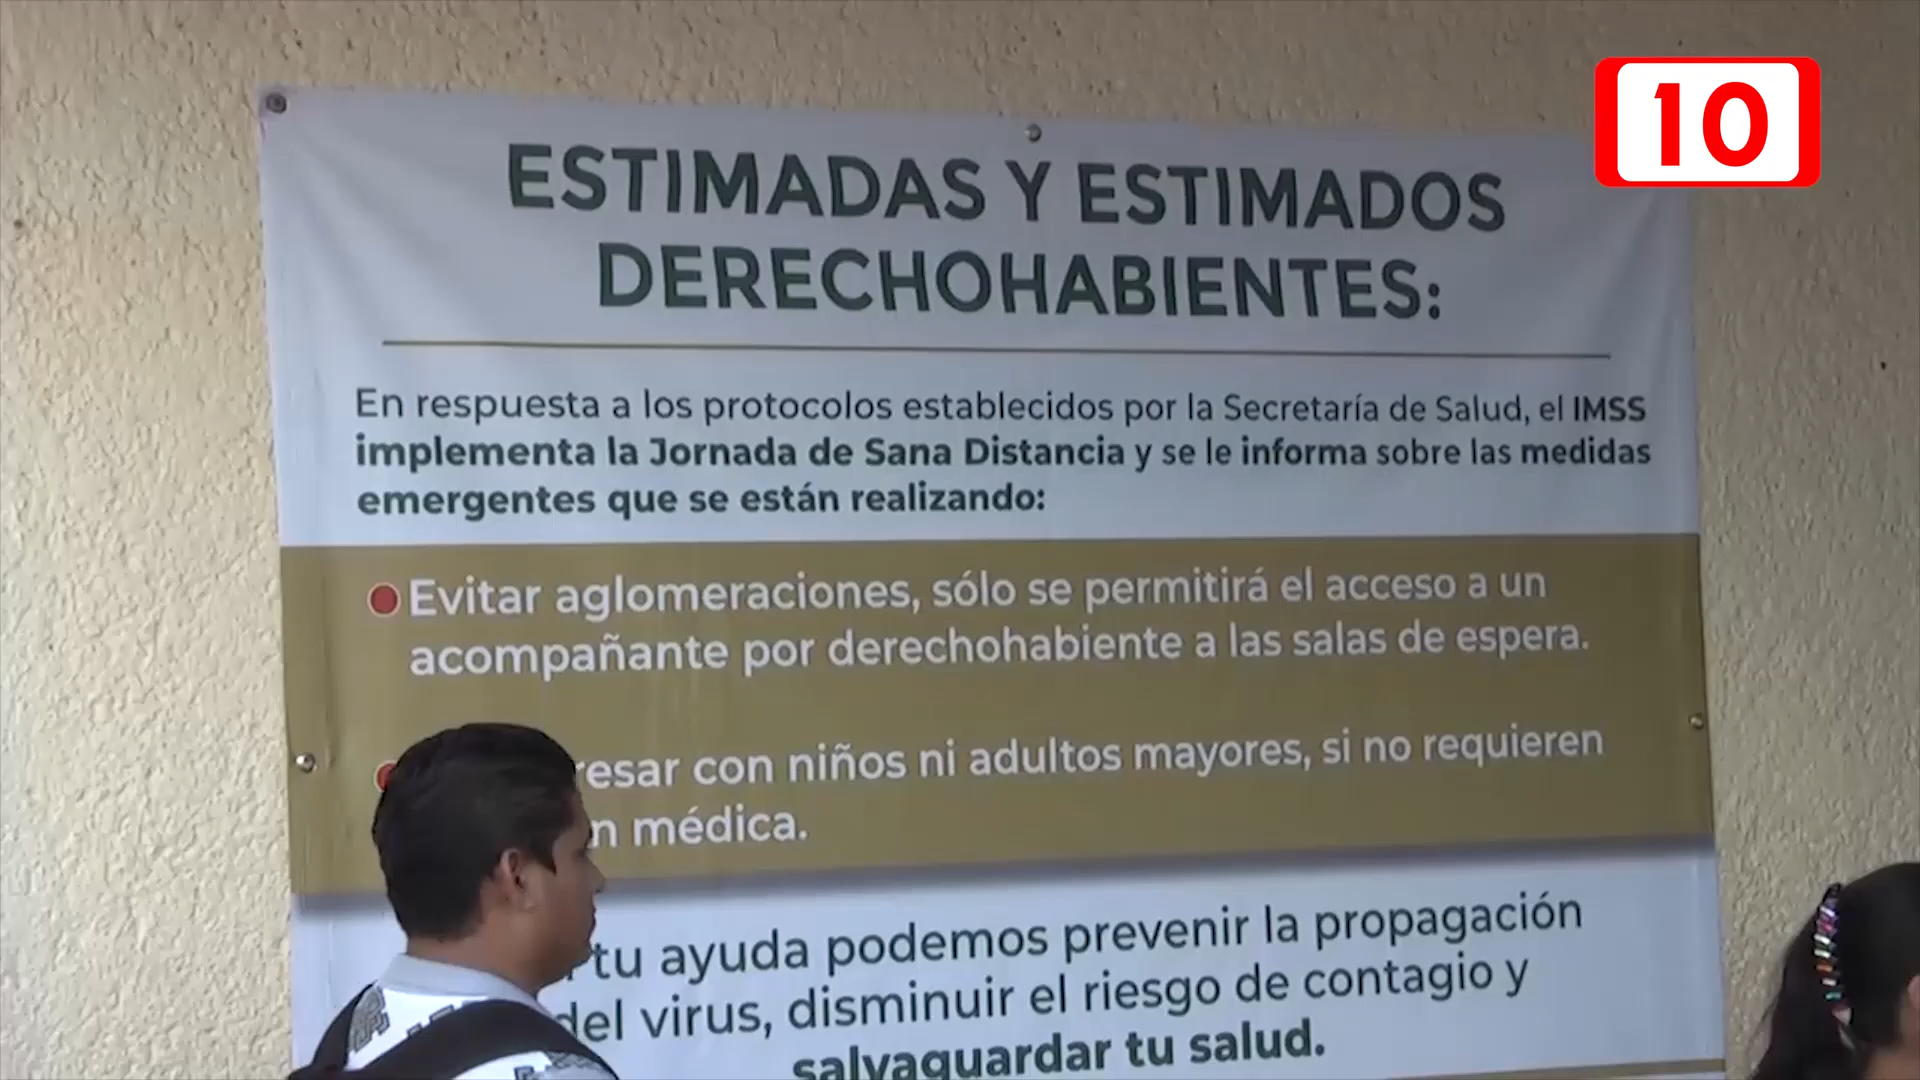 10
ESTIMADAS Y ESTIMADOS
DERECHOHABIENTES:
En respuesta a los protocolos establecidos por la Secretaría de Salud, el IMSS
implementa la Jornada de Sana Distancia y se le informa sobre las medidas
emergentes que se están realizando:
Evitar aglomeraciones, sólo se permitirá el acceso a un
acompañante por derechohabiente a las salas de espera.
con niños ni adultos mayores, si no requieren
médica.
tu ayuda podemos prevenir la propagación
del virus, disminuir el riesgo de contagio y
salvaguardar tu salud.